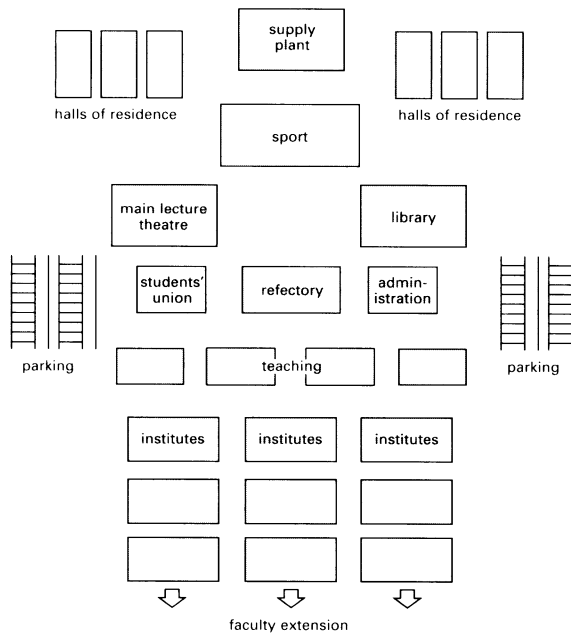 supply
plant
halls of residence
halls of residence
sport
main lecture
theatre
library
students'
union
refectory
admin-
istration
parking
teaching
parking
institutes
institutes
institutes
faculty extension